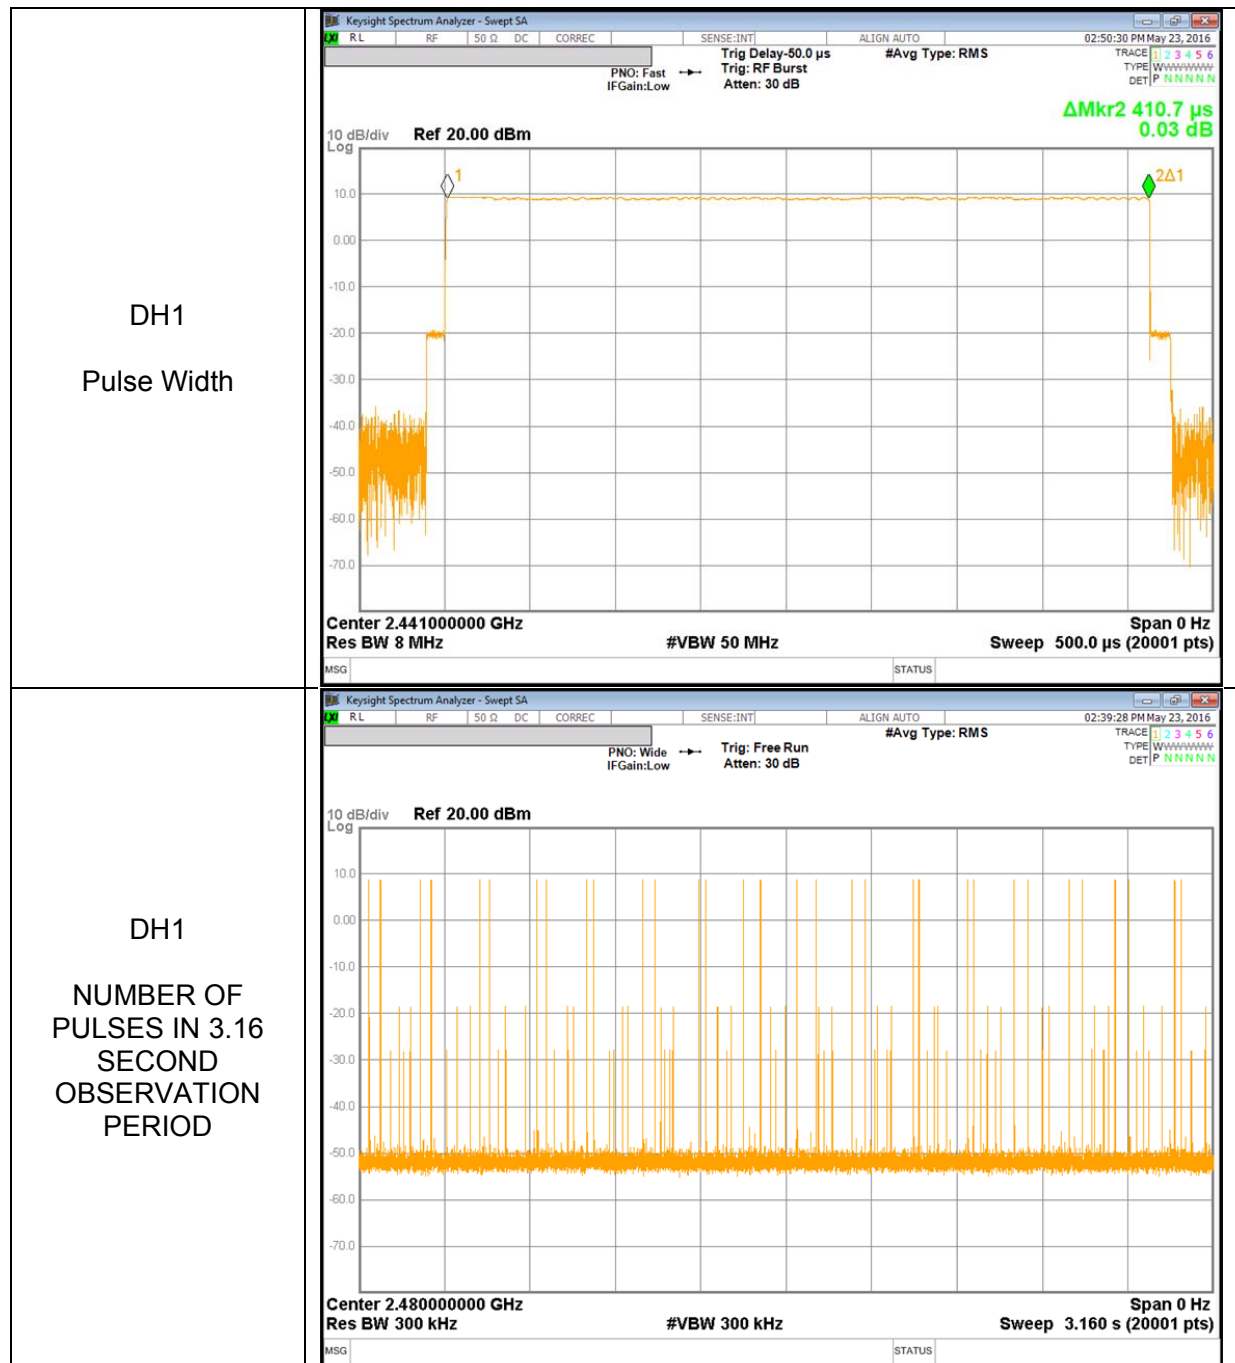 DH1
Pulse Width
Keysight Spectrum Analyzer - Swept SA
LXI RL RF 50 Ω DC CORREC SENSE:INT ALIGN AUTO 02:50:30 PM May 23, 2016
Trig Delay-50.0 µs #Avg Type: RMS TRACE 1 2 3 4 5 6
PNO: Fast Trig: RF Burst TYPE WWWWWWW
IFGain:Low Atten: 30 dB DET P N N N N N
ΔMkr2 410.7 µs
0.03 dB
10 dB/div Ref 20.00 dBm
Log
1 2Δ1
10.0
0.00
-10.0
-20.0
-30.0
-40.0
-50.0
-60.0
-70.0
Center 2.441000000 GHz Span 0 Hz
Res BW 8 MHz #VBW 50 MHz Sweep 500.0 µs (20001 pts)
MSG STATUS
DH1
NUMBER OF
PULSES IN 3.16
SECOND
OBSERVATION
PERIOD
Keysight Spectrum Analyzer - Swept SA
LXI RL RF 50 Ω DC CORREC SENSE:INT ALIGN AUTO 02:39:28 PM May 23, 2016
#Avg Type: RMS TRACE 1 2 3 4 5 6
PNO: Wide Trig: Free Run TYPE WWWWWWW
IFGain:Low Atten: 30 dB DET P N N N N N
10 dB/div Ref 20.00 dBm
Log
10.0
0.00
-10.0
-20.0
-30.0
-40.0
-50.0
-60.0
-70.0
Center 2.480000000 GHz Span 0 Hz
Res BW 300 kHz #VBW 300 kHz Sweep 3.160 s (20001 pts)
MSG STATUS